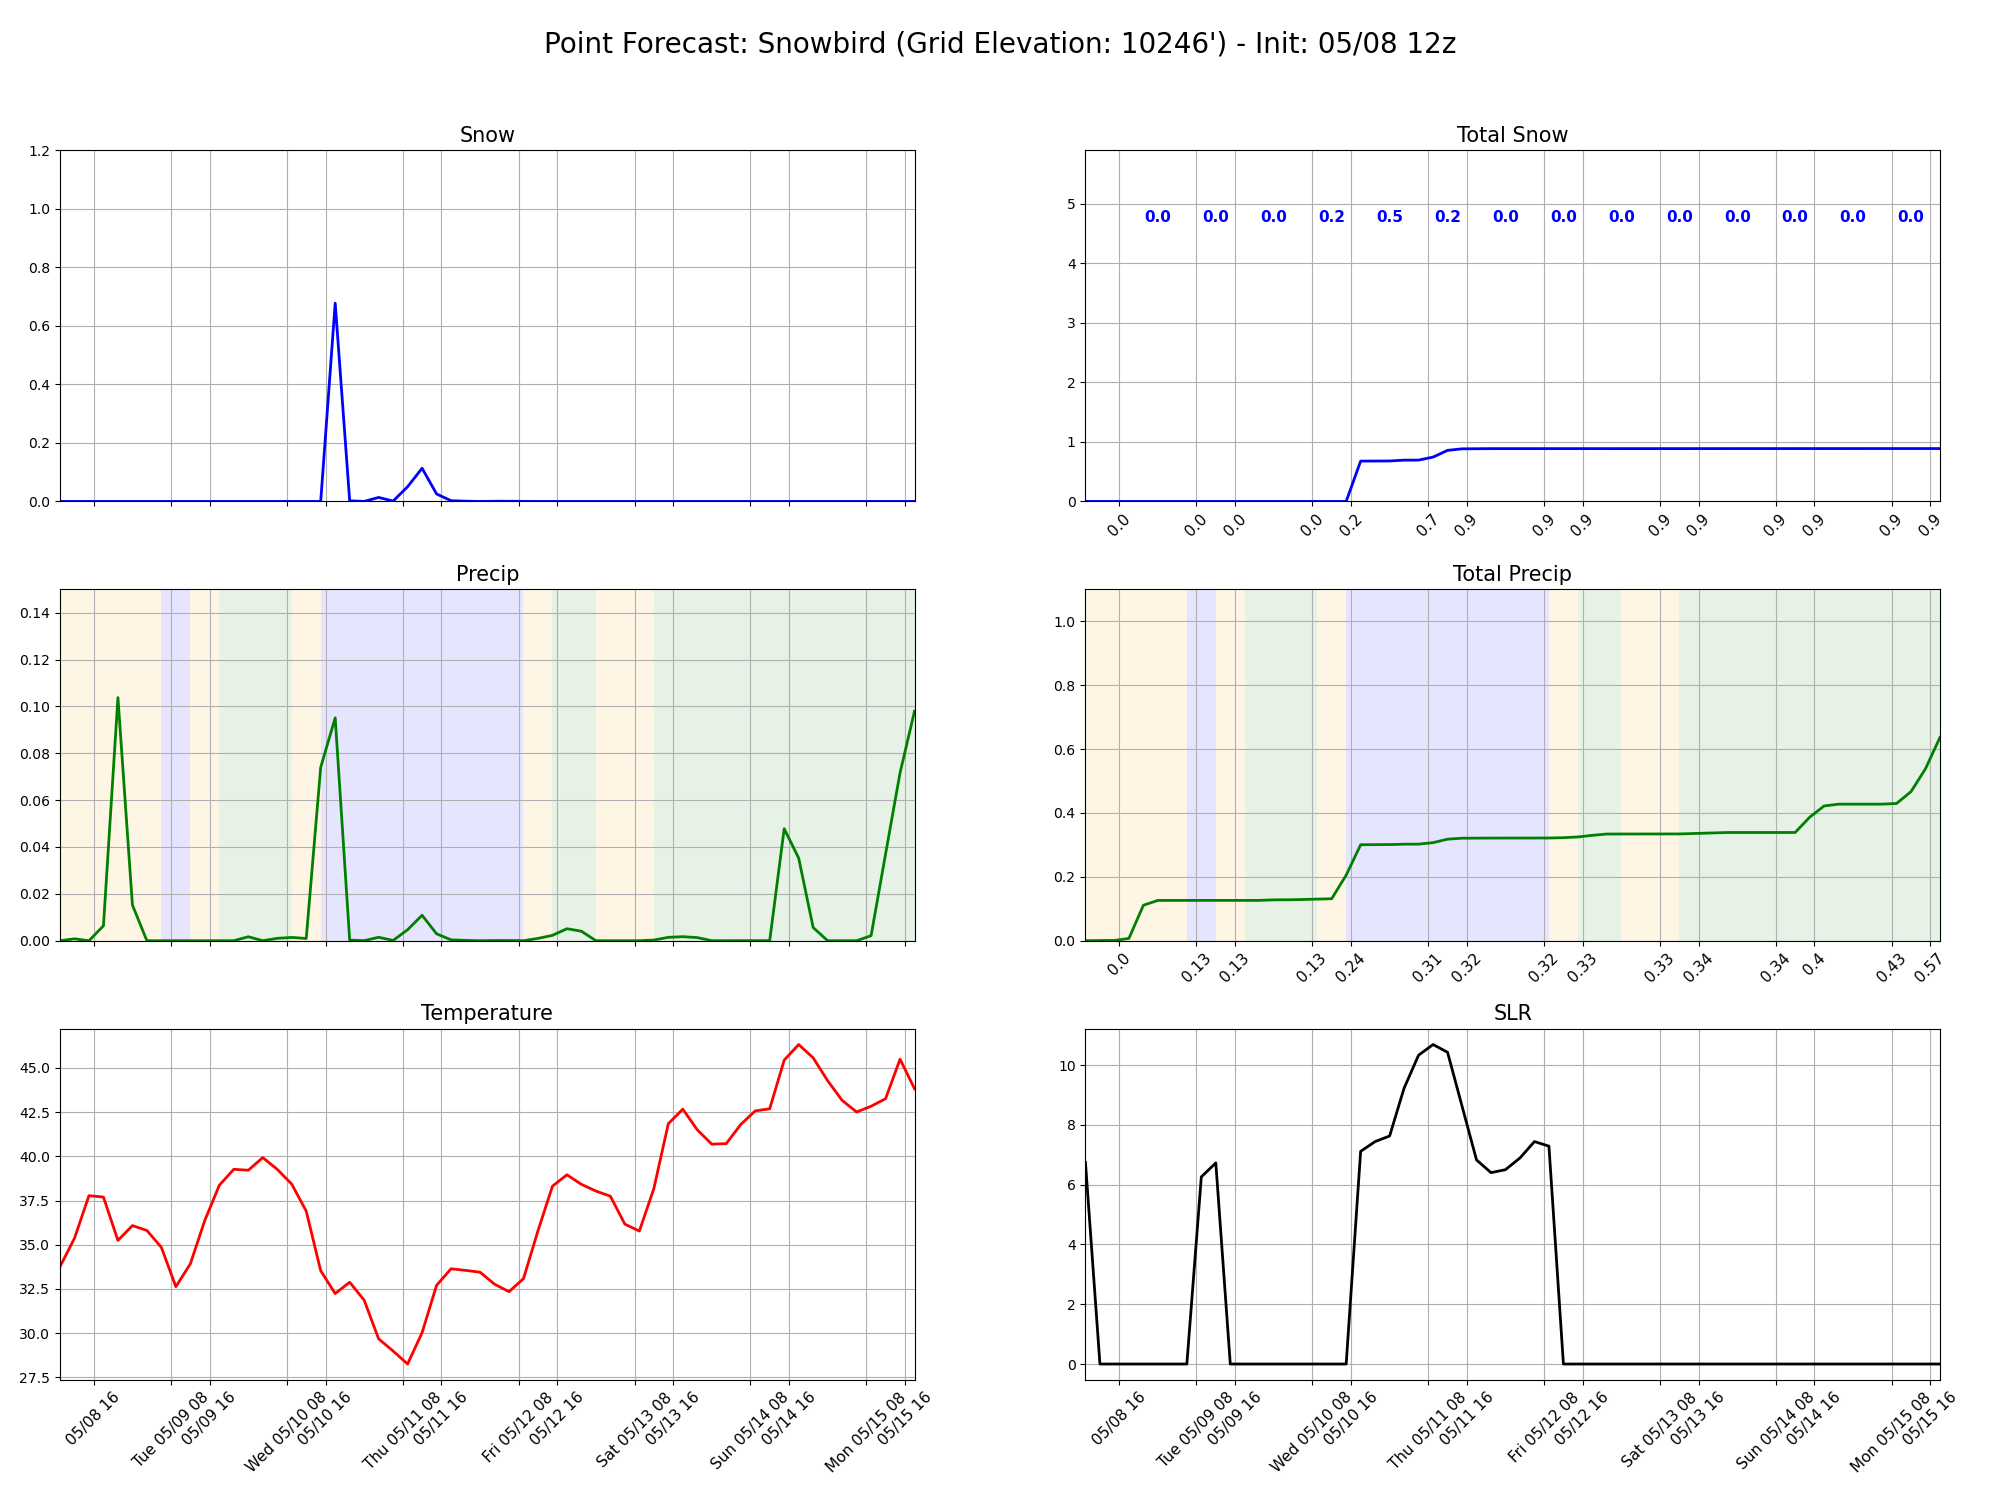 Point Forecast: Snowbird (Grid Elevation: 10246') - Init: 05/08 12z
Snow
1.2
1.0
0.8
0.6
0.4
0.2
0.0
Total Snow
5
4
3
2
1
0
0.0 0.0 0.0 0.2 0.5 0.2 0.0 0.0 0.0 0.0 0.0 0.0 0.0 0.0
0.0 0.0 0.0 0.0 0.2 0.7 0.9 0.9 0.9 0.9 0.9 0.9 0.9 0.9 0.9
Precip
0.14
0.12
0.10
0.08
0.06
0.04
0.02
0.00
Total Precip
1.0
0.8
0.6
0.4
0.2
0.0
0.0 0.13 0.13 0.13 0.24 0.31 0.32 0.32 0.33 0.33 0.34 0.34 0.4 0.43 0.57
Temperature
45.0
42.5
40.0
37.5
35.0
32.5
30.0
27.5
05/08 16
Tue 05/09 08
05/09 16
Wed 05/10 08
05/10 16
Thu 05/11 08
05/11 16
Fri 05/12 08
05/12 16
Sat 05/13 08
05/13 16
Sun 05/14 08
05/14 16
Mon 05/15 08
05/15 16
SLR
10
8
6
4
2
0
05/08 16
Tue 05/09 08
05/09 16
Wed 05/10 08
05/10 16
Thu 05/11 08
05/11 16
Fri 05/12 08
05/12 16
Sat 05/13 08
05/13 16
Sun 05/14 08
05/14 16
Mon 05/15 08
05/15 16